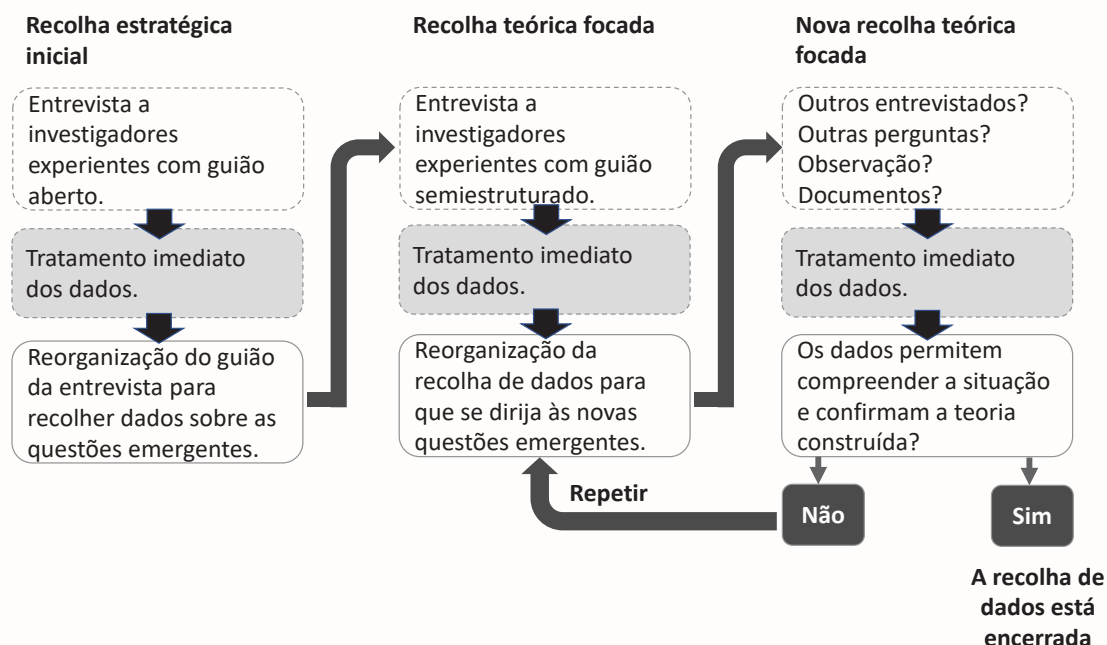 Recolha estratégica
inicial
Entrevista a
investigadores
experientes com guião
aberto.
Tratamento imediato
dos dados.
Reorganização do guião
da entrevista para
recolher dados sobre as
questões emergentes.
Recolha teórica focada
Entrevista a
investigadores
experientes com guião
semiestruturado.
Tratamento imediato
dos dados.
Reorganização da
recolha de dados para
que se dirija às novas
questões emergentes.
Nova recolha teórica
focada
Outros entrevistados?
Outras perguntas?
Observação?
Documentos?
Tratamento imediato
dos dados.
Os dados permitem
compreender a situação
e confirmam a teoria
construída?
Repetir
Não
Sim
A recolha de
dados está
encerrada